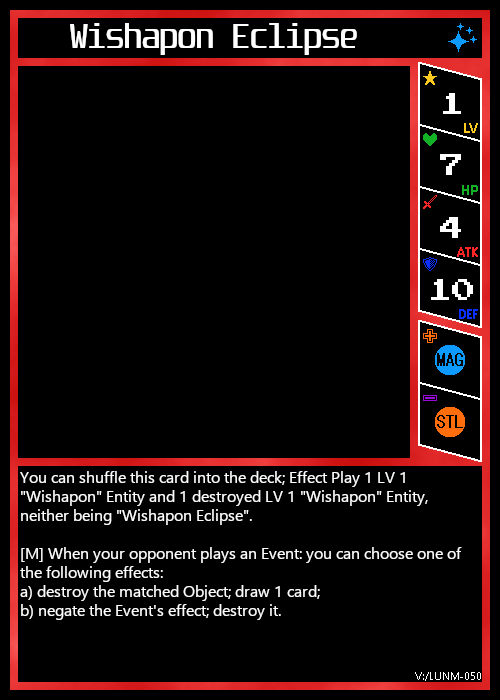 Wishapon Eclipse
1
LV
7
HP
4
ATK
10
DEF
MAG
STL
You can shuffle this card into the deck; Effect Play 1 LV 1
"Wishapon" Entity and 1 destroyed LV 1 "Wishapon" Entity,
neither being "Wishapon Eclipse".
[M] When your opponent plays an Event: you can choose one of
the following effects:
a) destroy the matched Object; draw 1 card;
b) negate the Event's effect; destroy it.
V:/LUNM-050